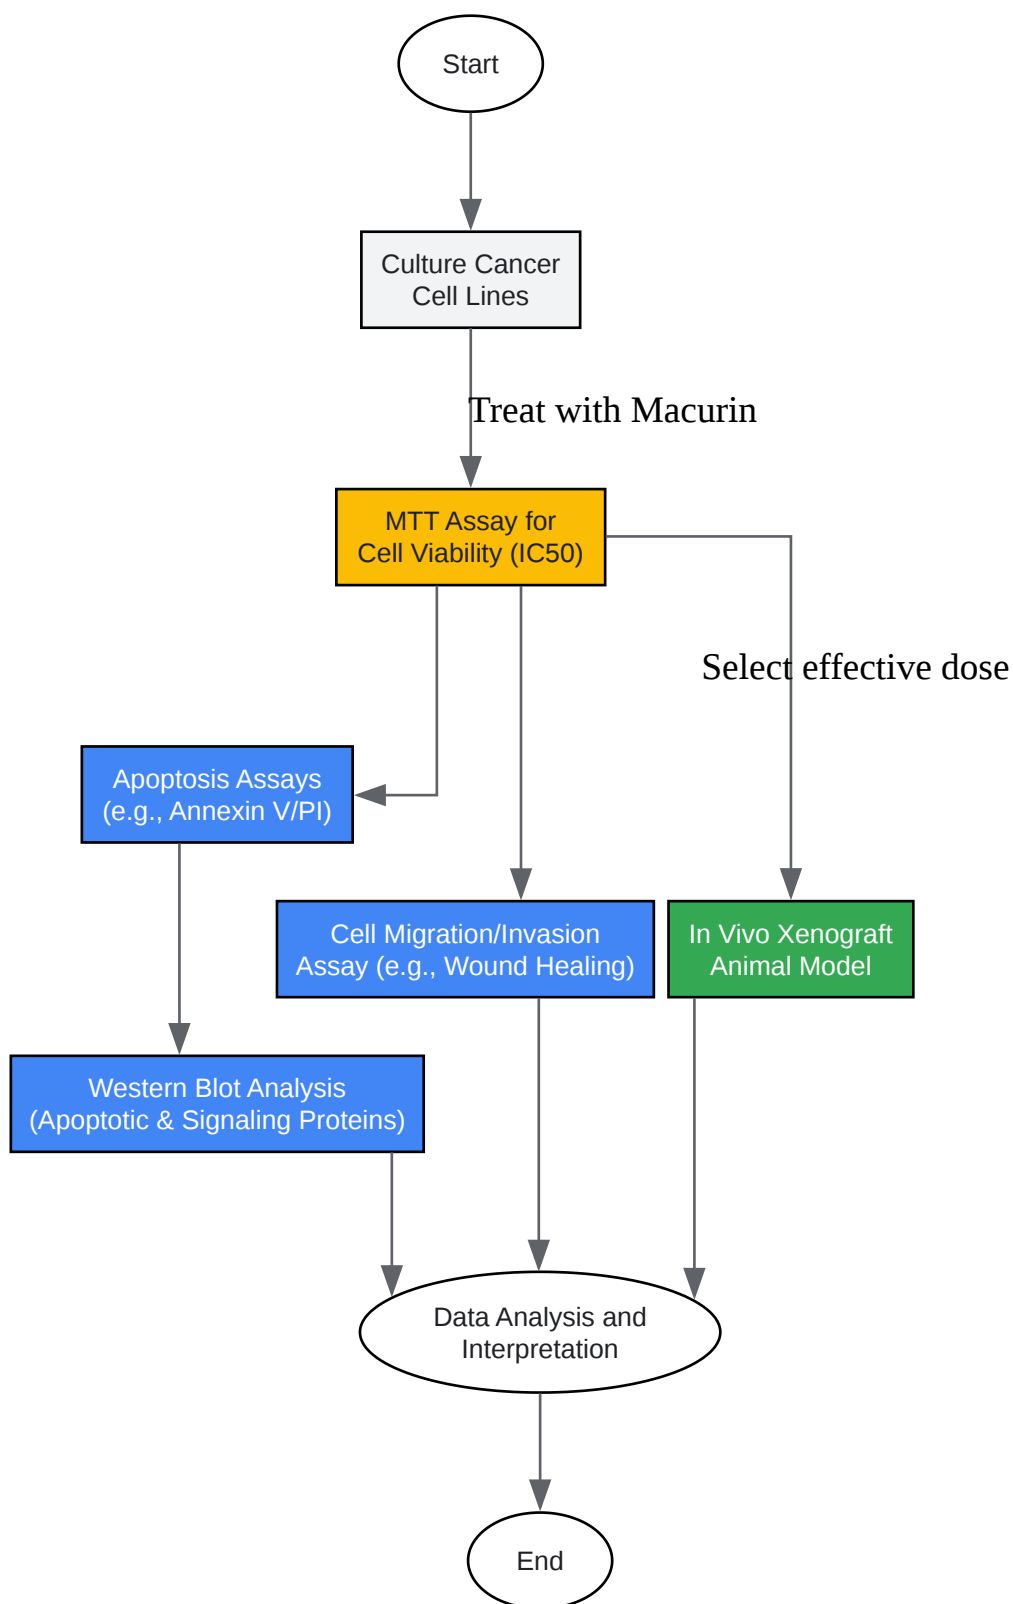 Start
Culture Cancer
Cell Lines
Treat with Macurin
MTT Assay for
Cell Viability (IC50)
Select effective dose
Apoptosis Assays
(e.g., Annexin V/PI)
Cell Migration/Invasion
Assay (e.g., Wound Healing)
In Vivo Xenograft
Animal Model
Western Blot Analysis
(Apoptotic & Signaling Proteins)
Data Analysis and
Interpretation
End